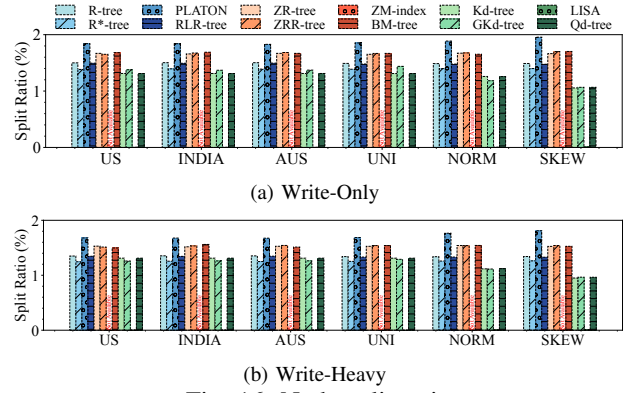 R-tree PLATON ZR-tree ZM-index Kd-tree LISA
R*-tree RLR-tree ZRR-tree BM-tree GKd-tree Qd-tree
2
1
0
Split Ratio (%)
US INDIA AUS UNI NORM SKEW
(a) Write-Only
2
1
0
Split Ratio (%)
US INDIA AUS UNI NORM SKEW
(b) Write-Heavy